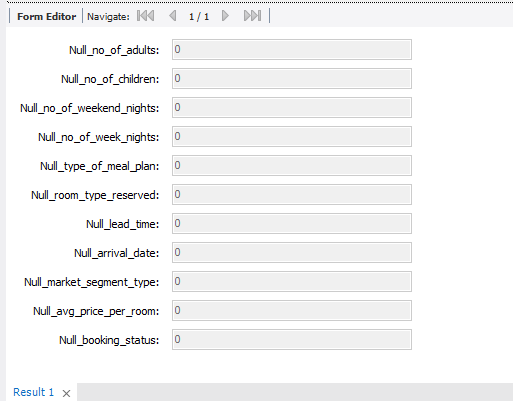 Form Editor Navigate: 1 / 1
Null_no_of_adults: 0
Null_no_of_children: 0
Null_no_of_weekend_nights: 0
Null_no_of_week_nights: 0
Null_type_of_meal_plan: 0
Null_room_type_reserved: 0
Null_lead_time: 0
Null_arrival_date: 0
Null_market_segment_type: 0
Null_avg_price_per_room: 0
Null_booking_status: 0
Result 1